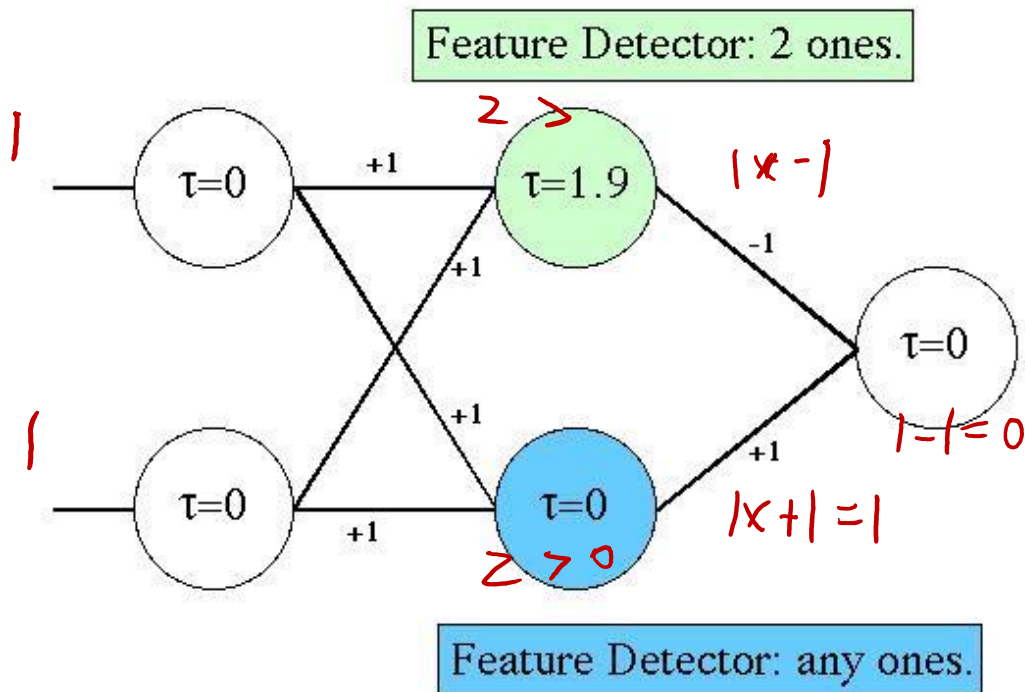 Feature Detector: 2 ones.
1
2 >
τ=0
+1
τ=1.9
1x-1
-1
+1
τ=0
1
+1
1-1=0
τ=0
+1
τ=0
+1
1x+1=1
2 > 0
Feature Detector: any ones.